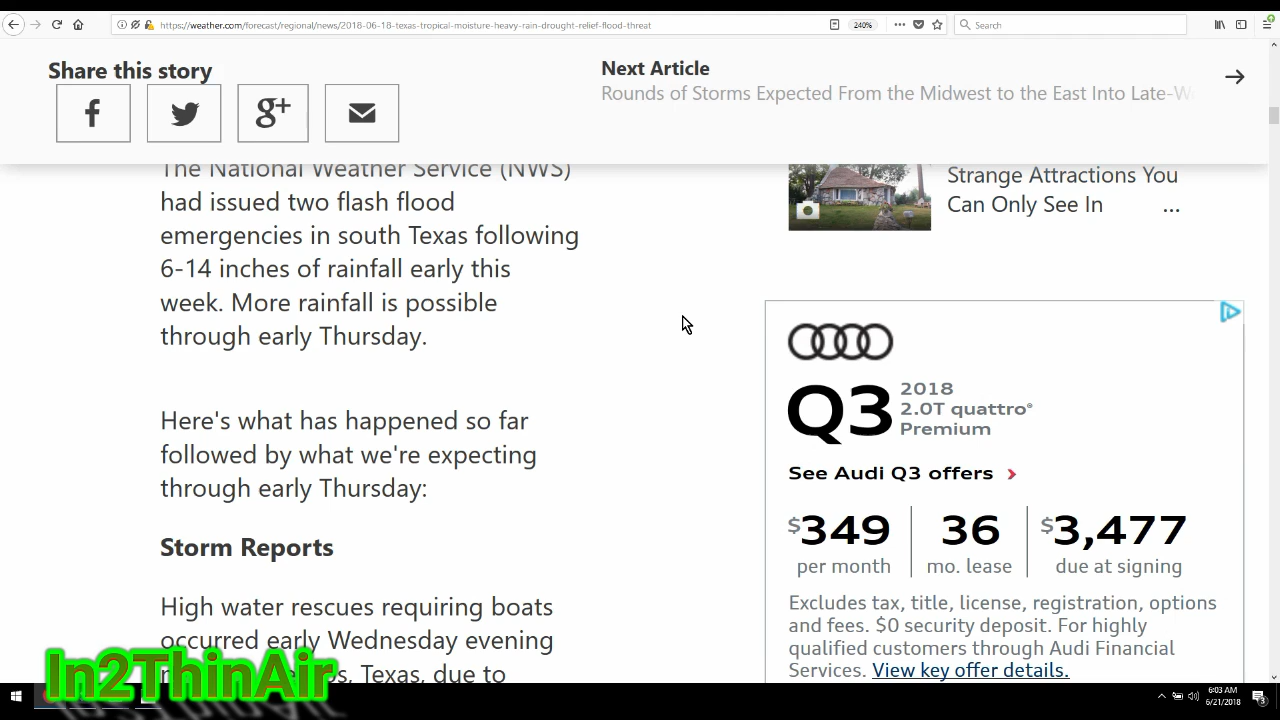 https://weather.com/forecast/regional/news/2018-06-18-texas-tropical-moisture-heavy-rain-drought-relief-flood-threat
240%
Search
Share this story
Next Article
Rounds of Storms Expected From the Midwest to the East Into Late-W
The National Weather Service (NWS)
had issued two flash flood
emergencies in south Texas following
6-14 inches of rainfall early this
week. More rainfall is possible
through early Thursday.
Here's what has happened so far
followed by what we're expecting
through early Thursday:
Storm Reports
High water rescues requiring boats
occurred early Wednesday evening
Texas, due to
Strange Attractions You
Can Only See In ...
Q3
2018
2.0T quattro®
Premium
See Audi Q3 offers
$349
per month
36
mo. lease
$3,477
due at signing
Excludes tax, title, license, registration, options
and fees. $0 security deposit. For highly
qualified customers through Audi Financial
Services. View key offer details.
In2ThinAir
6:03 AM
6/21/2018
3